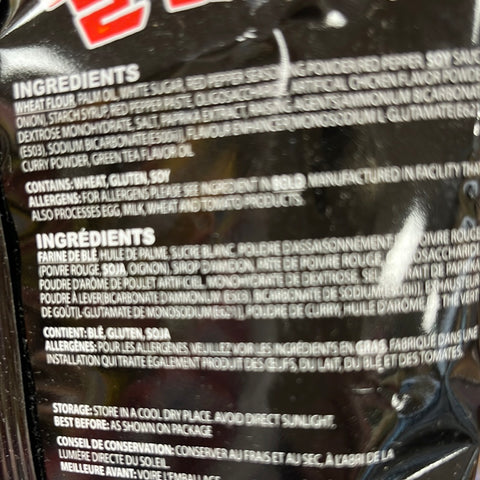 INGREDIENTS
WHEAT FLOUR, PALM OIL, WHITE SUGAR, RED PEPPER SEASONING POWDER(RED PEPPER, SOY SAUC
ONION), STARCH SYRUP, RED PEPPER PASTE, OLIGOSACCHARIDE, ARTIFICIAL CHICKEN FLAVOR POWDE
DEXTROSE MONOHYDRATE, SALT, PAPRIKA EXTRACT, RAISING AGENTS(AMMONIUM BICARBONATE
(E503), SODIUM BICARBONATE (E500ii)), FLAVOUR ENHANCER(MONOSODIUM L GLUTAMATE (E6
CURRY POWDER, GREEN TEA FLAVOR OIL
CONTAINS: WHEAT, GLUTEN, SOY
ALLERGENS: FOR ALLERGENS PLEASE SEE INGREDIENT IN BOLD. MANUFACTURED IN FACILITY THA
ALSO PROCESSES EGG, MILK, WHEAT AND TOMATO PRODUCTS.
INGRÉDIENTS
FARINE DE BLÉ, HUILE DE PALME, SUCRE BLANC, POUDRE D'ASSAISONNEMENT POIVRE ROUGE
(POIVRE ROUGE, SOJA, OIGNON), SIROP D'AMIDON, PÂTE DE POIVRE ROUGE, OLIGOSACCHARID
POUDRE D'ARÔME DE POULET ARTIFICIEL, MONOHYDRATE DE DEXTROSE, SEL, EXTRAIT DE PAPRIKA
POUDRE À LEVER(BICARBONATE D'AMMONIUM (E503), BICARBONATE DE SODIUM(E500ii)), EXHAUSTEUR
DE GOÛT(L-GLUTAMATE DE MONOSODIUM(E621)), POUDRE DE CURRY, HUILE D'ARÔME THÉ VERT
CONTIENT: BLÉ, GLUTEN, SOJA
ALLERGÈNES: POUR LES ALLERGÈNES VEUILLEZ VOIR LES INGRÉDIENTS EN GRAS. FABRIQUÉ DANS UNE
INSTALLATION QUI TRAITE ÉGALEMENT PRODUIT DES ŒUFS, DU LAIT, DU BLÉ ET DES TOMATES.
STORAGE: STORE IN A COOL DRY PLACE. AVOID DIRECT SUNLIGHT.
BEST BEFORE: AS SHOWN ON PACKAGE
CONSEIL DE CONSERVATION: CONSERVER AU FRAIS ET AU SEC, À L'ABRI DE LA
LUMIÈRE DIRECTE DU SOLEIL.
MEILLEURE AVANT: VOIRE L'EMBALLAGE